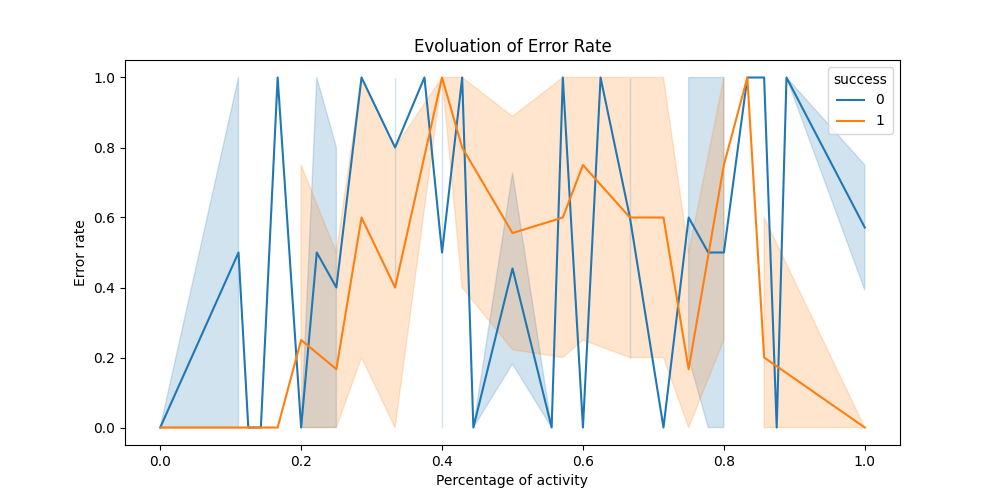 Evoluation of Error Rate
success
0
1
Error rate
1.0
0.8
0.6
0.4
0.2
0.0
0.0 0.2 0.4 0.6 0.8 1.0
Percentage of activity